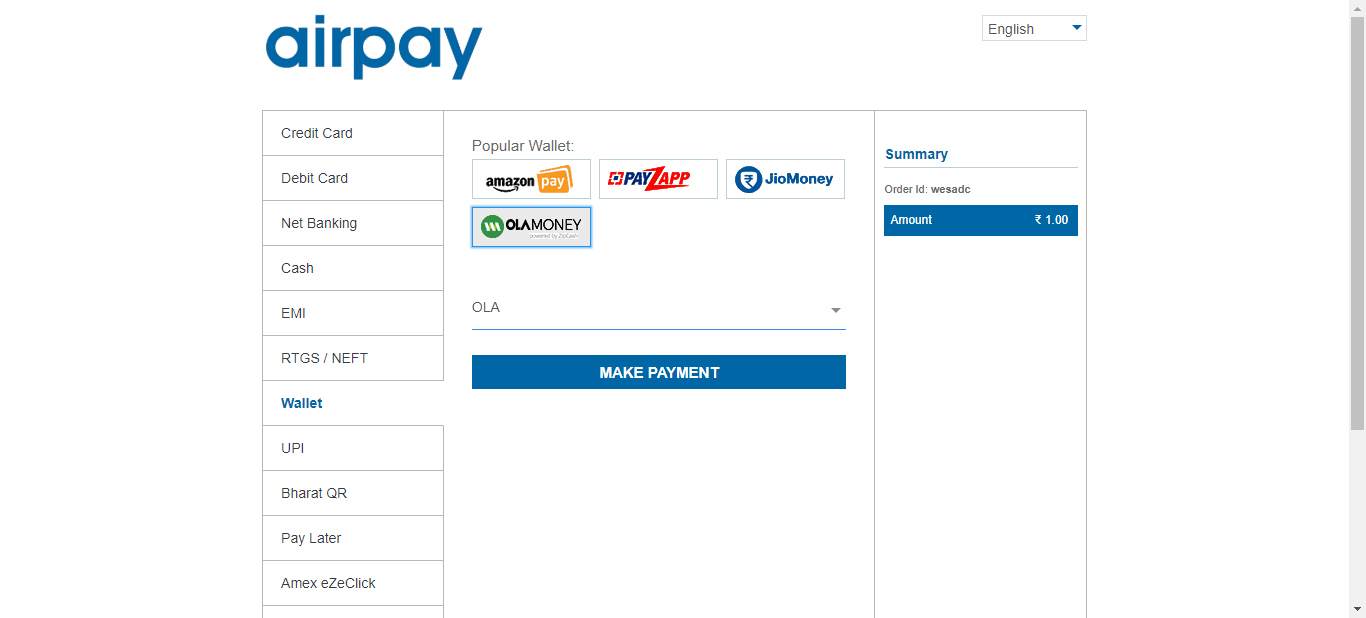 airpay
English
Credit Card
Debit Card
Net Banking
Cash
EMI
RTGS / NEFT
Wallet
UPI
Bharat QR
Pay Later
Amex eZeClick
Popular Wallet:
amazon pay
PAYZAPP
JioMoney
OLAMONEY
powered by ZipCash
OLA
MAKE PAYMENT
Summary
Order Id: wesadc
Amount ₹ 1.00